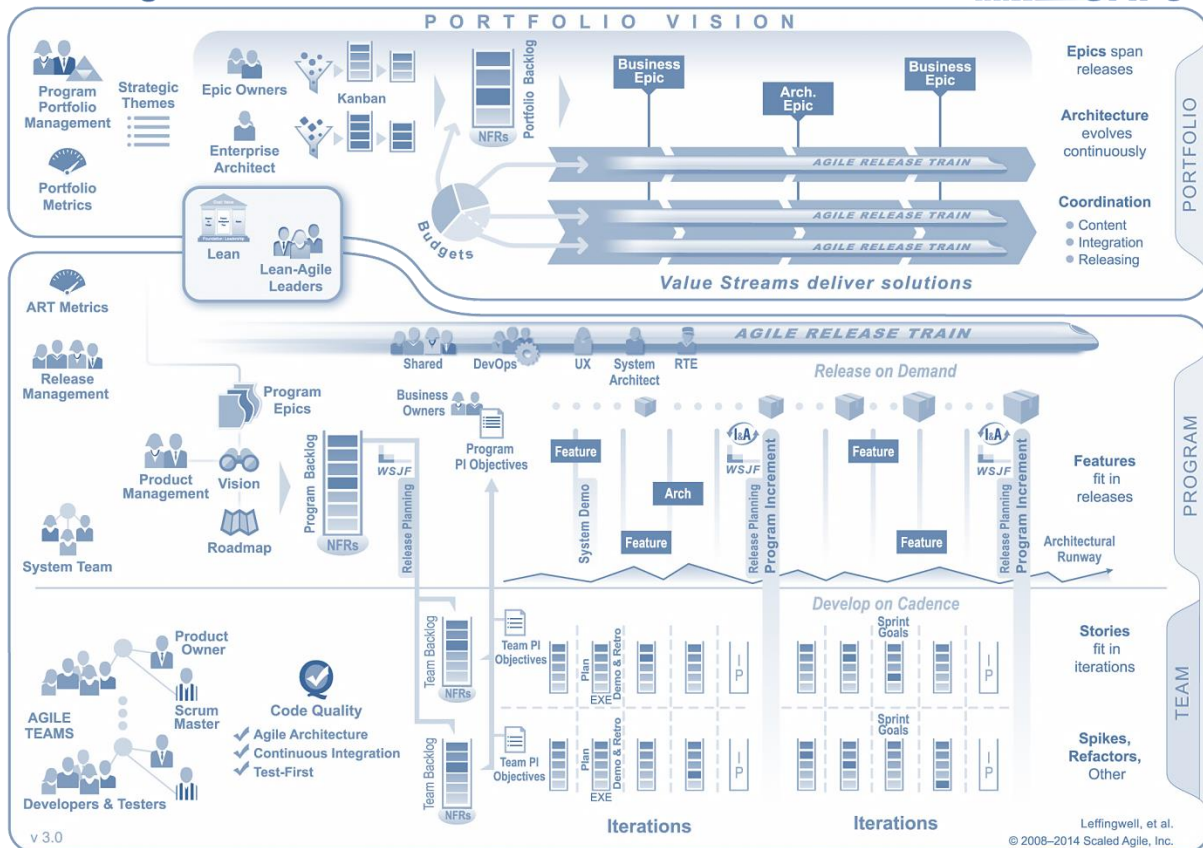 PORTFOLIO VISION
Program
Portfolio
Management
Strategic
Themes
Portfolio
Metrics
Epic Owners
Enterprise
Architect
Kanban
Portfolio Backlog
NFRs
Budgets
Business
Epic
Arch.
Epic
Business
Epic
AGILE RELEASE TRAIN
AGILE RELEASE TRAIN
AGILE RELEASE TRAIN
Value Streams deliver solutions
Epics span
releases
Architecture
evolves
continuously
Coordination
Content
Integration
Releasing
PORTFOLIO
Lean
Lean-Agile
Leaders
ART Metrics
Release
Management
Product
Management
System Team
Program
Epics
Vision
Roadmap
Program Backlog
NFRs
WSJF
Release Planning
AGILE RELEASE TRAIN
Shared
DevOps
UX
System
Architect
RTE
Business
Owners
Program
PI Objectives
Release on Demand
Feature
System Demo
Feature
Arch
I&A
WSJF
Release Planning
Program Increment
Feature
Feature
I&A
WSJF
Release Planning
Program Increment
Features
fit in
releases
Architectural
Runway
PROGRAM
Develop on Cadence
AGILE
TEAMS
Product
Owner
Scrum
Master
Developers & Testers
Code Quality
Agile Architecture
Continuous Integration
Test-First
Team Backlog
NFRs
Team PI
Objectives
Plan
EXE
Demo & Retro
I P
Sprint
Goals
I P
Stories
fit in
iterations
Team Backlog
NFRs
Team PI
Objectives
Plan
EXE
Demo & Retro
I P
Sprint
Goals
I P
Spikes,
Refactors,
Other
TEAM
Iterations
Iterations
v 3.0
Leffingwell, et al.
© 2008–2014 Scaled Agile, Inc.